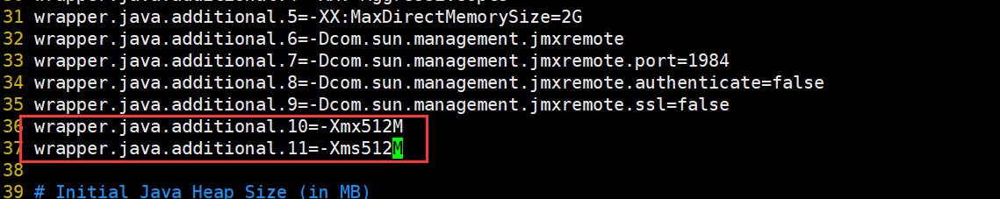 31 wrapper.java.additional.5=-XX:MaxDirectMemorySize=2G
32 wrapper.java.additional.6=-Dcom.sun.management.jmxremote
33 wrapper.java.additional.7=-Dcom.sun.management.jmxremote.port=1984
34 wrapper.java.additional.8=-Dcom.sun.management.jmxremote.authenticate=false
35 wrapper.java.additional.9=-Dcom.sun.management.jmxremote.ssl=false
36 wrapper.java.additional.10=-Xmx512M
37 wrapper.java.additional.11=-Xms512M
38
39 # Initial Java Heap Size (in MB)